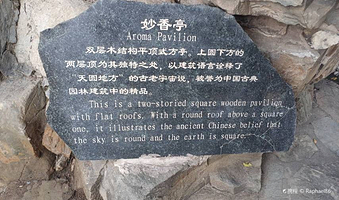 妙香亭
Aroma Pavilion
双层木结构平顶式方亭，上圆下方的
两层顶为其独特之处，以建筑语言诠释了
“天圆地方”的古老宇宙说，被誉为中国古典
园林建筑中的精品。
This is a two-storied square wooden pavilion
with flat roofs. With a round roof above a square
one, it illustrates the ancient Chinese belief that
the sky is round and the earth is square.